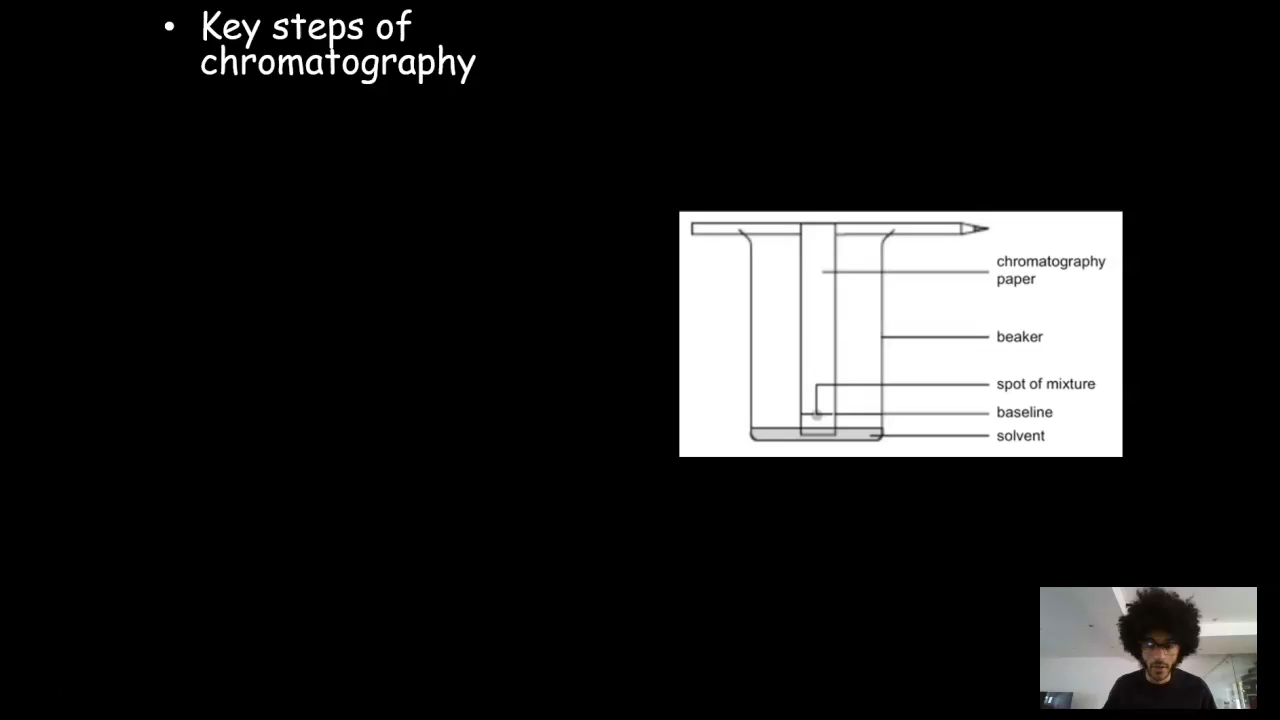 • Key steps of
chromatography
chromatography
paper
beaker
spot of mixture
baseline
solvent